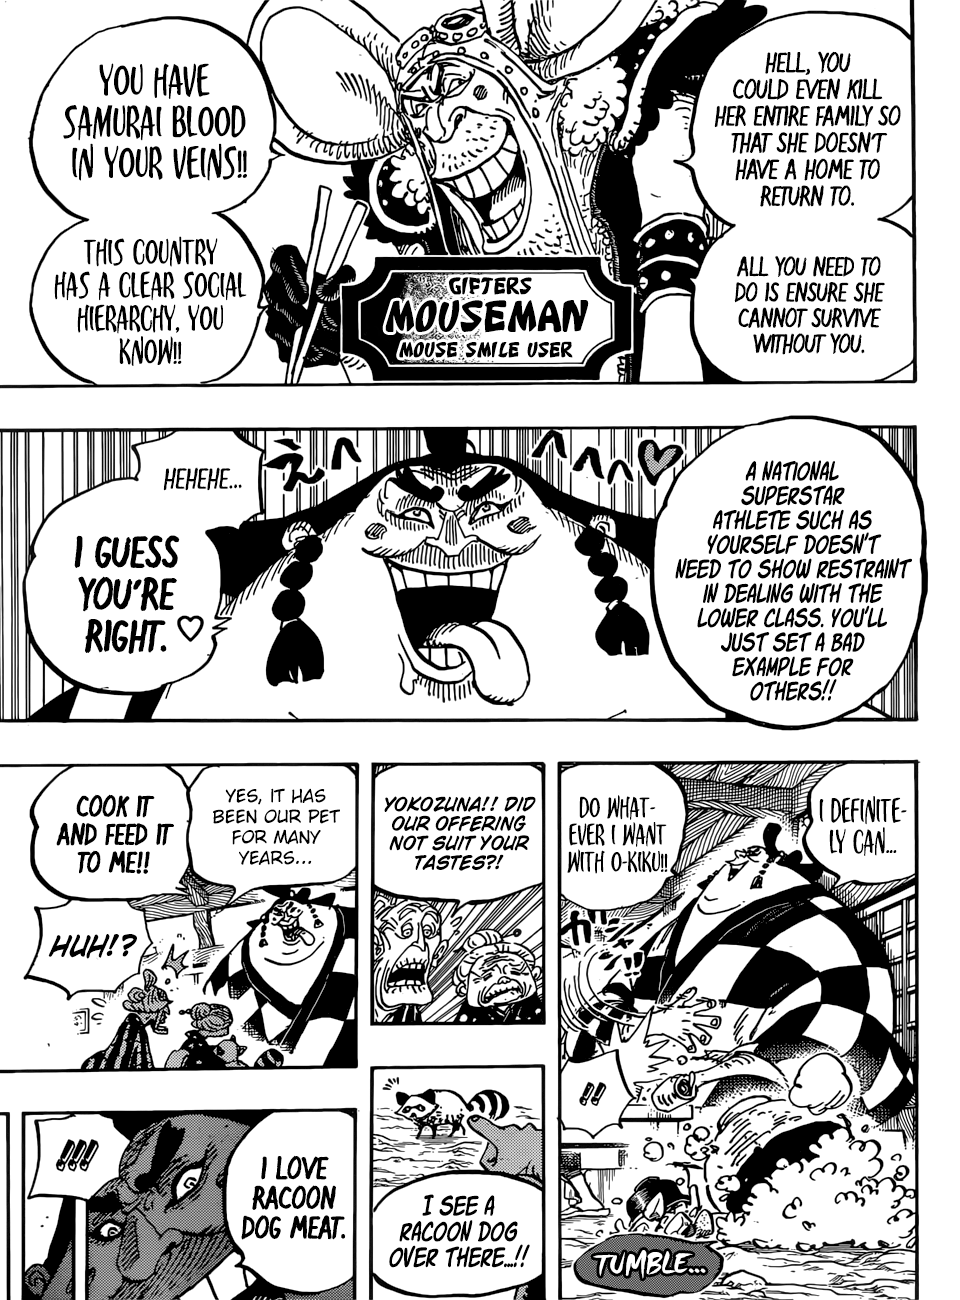 HELL, YOU
COULD EVEN KILL
HER ENTIRE FAMILY SO
THAT SHE DOESN'T
HAVE A HOME TO
RETURN TO.
ALL YOU NEED TO
DO IS ENSURE SHE
CANNOT SURVIVE
WITHOUT YOU.
GIFTERS
MOUSEMAN
MOUSE SMILE USER
YOU HAVE
SAMURAI BLOOD
IN YOUR VEINS!!
THIS COUNTRY
HAS A CLEAR SOCIAL
HIERARCHY, YOU
KNOW!!
A NATIONAL
SUPERSTAR
ATHLETE SUCH AS
YOURSELF DOESN'T
NEED TO SHOW RESTRAINT
IN DEALING WITH THE
LOWER CLASS. YOU'LL
JUST SET A BAD
EXAMPLE FOR
OTHERS!!
えへ
へへへ♥
HEHEHE...
I GUESS
YOU'RE
RIGHT. ♡
I DEFINITE-
LY CAN...
DO WHAT-
EVER I WANT
WITH O-KIKU!!
!!
TUMBLE...
YOKOZUNA!! DID
OUR OFFERING
NOT SUIT YOUR
TASTES?!
I SEE A
RACOON DOG
OVER THERE...!!
YES, IT HAS
BEEN OUR PET
FOR MANY
YEARS...
COOK IT
AND FEED IT
TO ME!!
HUH!?
I LOVE
RACOON
DOG MEAT.
!!!